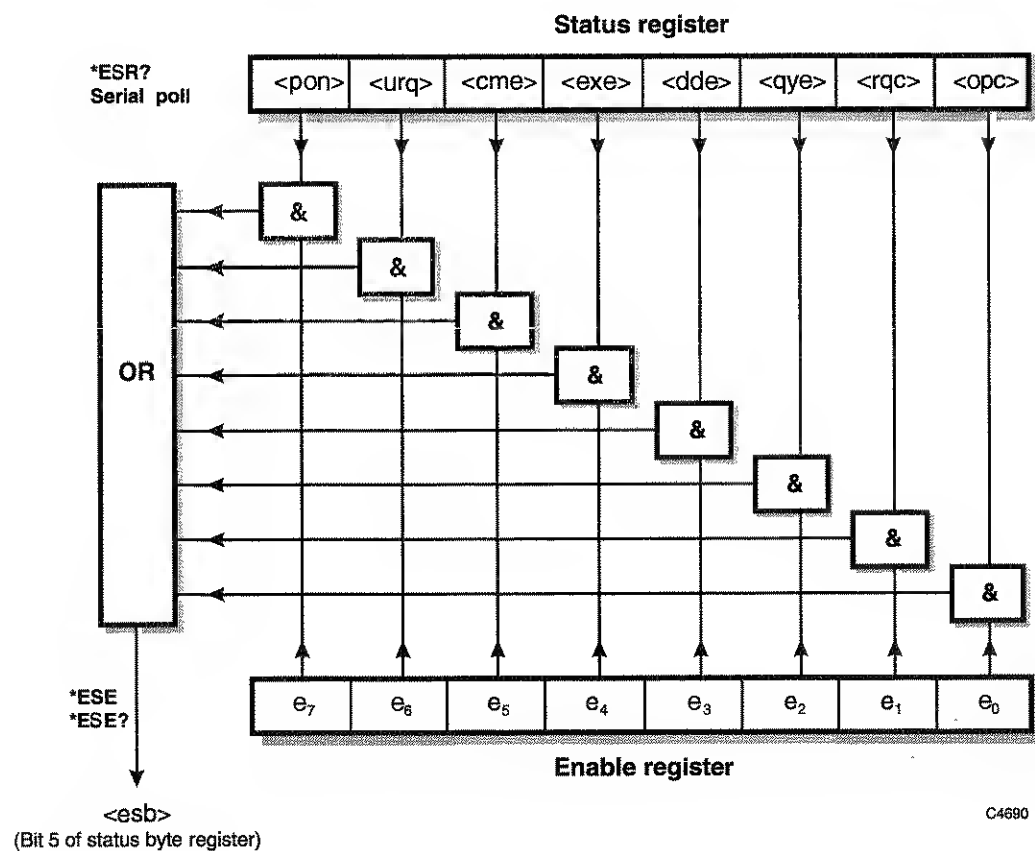 Status register
*ESR?
Serial poll
<pon> <urq> <cme> <exe> <dde> <qye> <rqc> <opc>
&
&
&
&
OR
&
&
&
&
*ESE
*ESE?
e₇ e₆ e₅ e₄ e₃ e₂ e₁ e₀
Enable register
<esb>
(Bit 5 of status byte register)
C4690